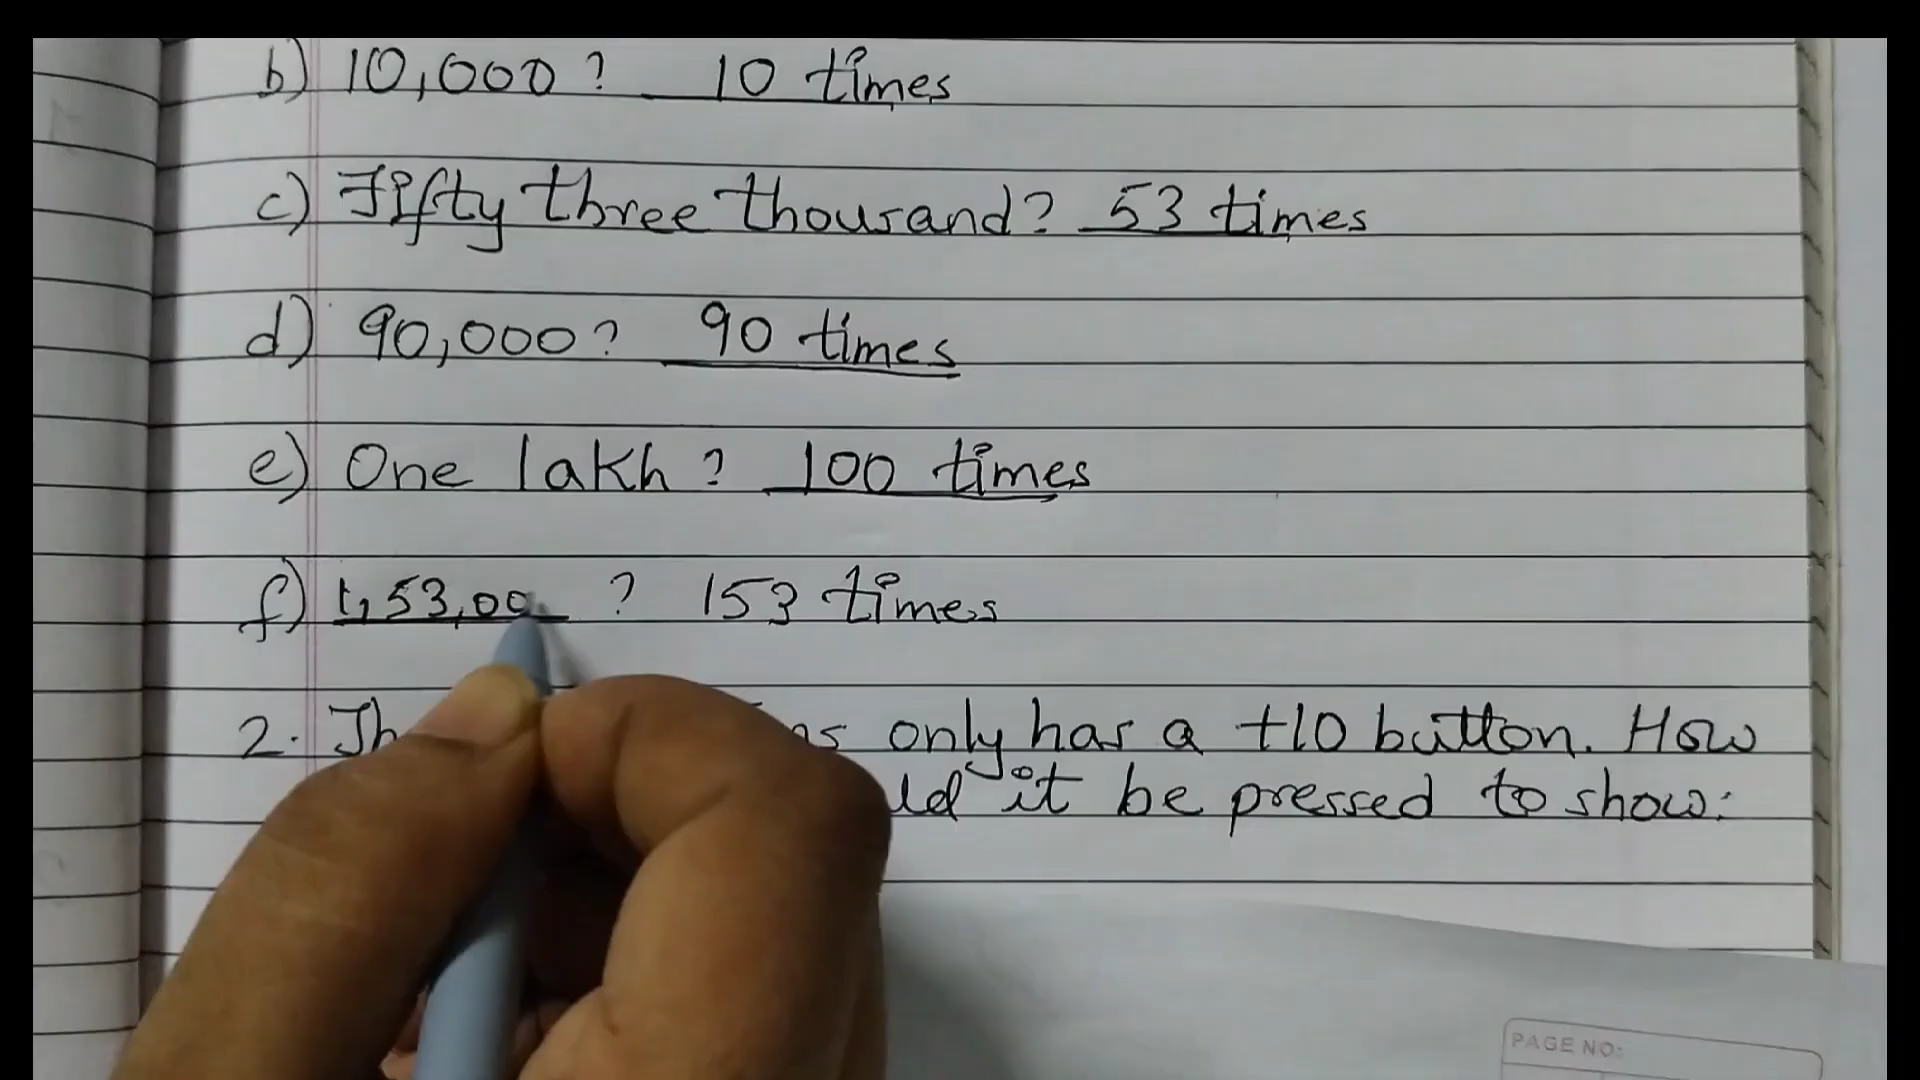 b) 10,000? 10 times
c) Fifty three thousand? 53 times
d) 90,000? 90 times
e) One lakh? 100 times
f) 1,53,00 ? 153 times
2. Th only has a +10 button. How
it be pressed to show:
PAGE NO: